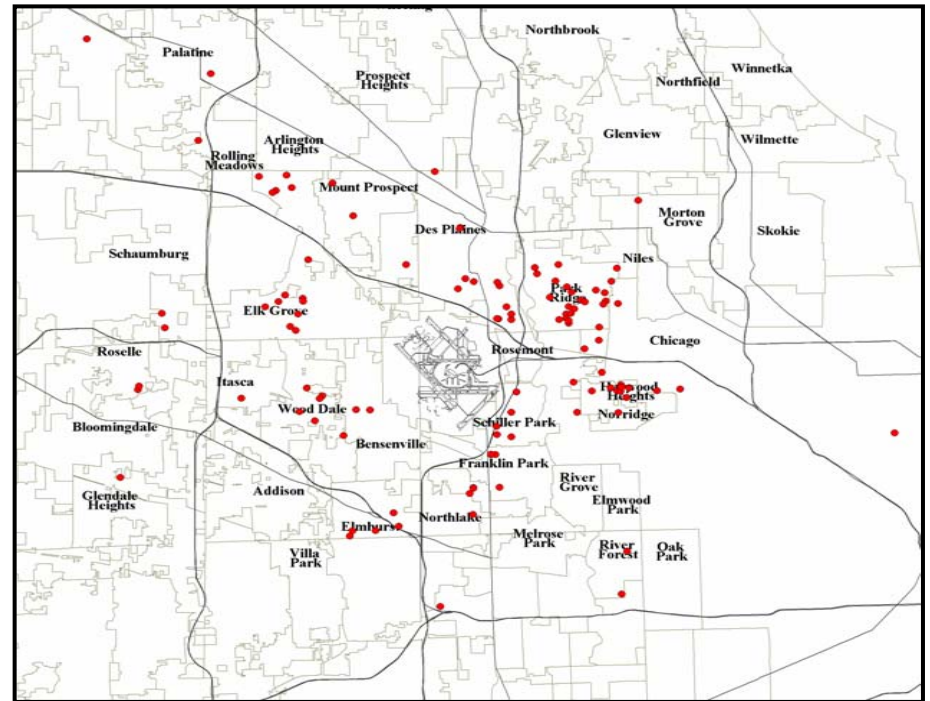 Northbrook
Palatine
Winnetka
Prospect
Heights
Northfield
Glenview
Wilmette
Arlington
Heights
Rolling
Meadows
Mount Prospect
Morton
Grove
Des Plaines
Skokie
Schaumburg
Niles
Park
Ridge
Elk Grove
Chicago
Rosemont
Roselle
Itasca
Heights
Wood Dale
Norridge
Schiller Park
Bloomingdale
Bensenville
Franklin Park
River
Grove
Addison
Glendale
Heights
Elmwood
Park
Northlake
Melrose
Park
River
Forest
Oak
Park
Villa
Park